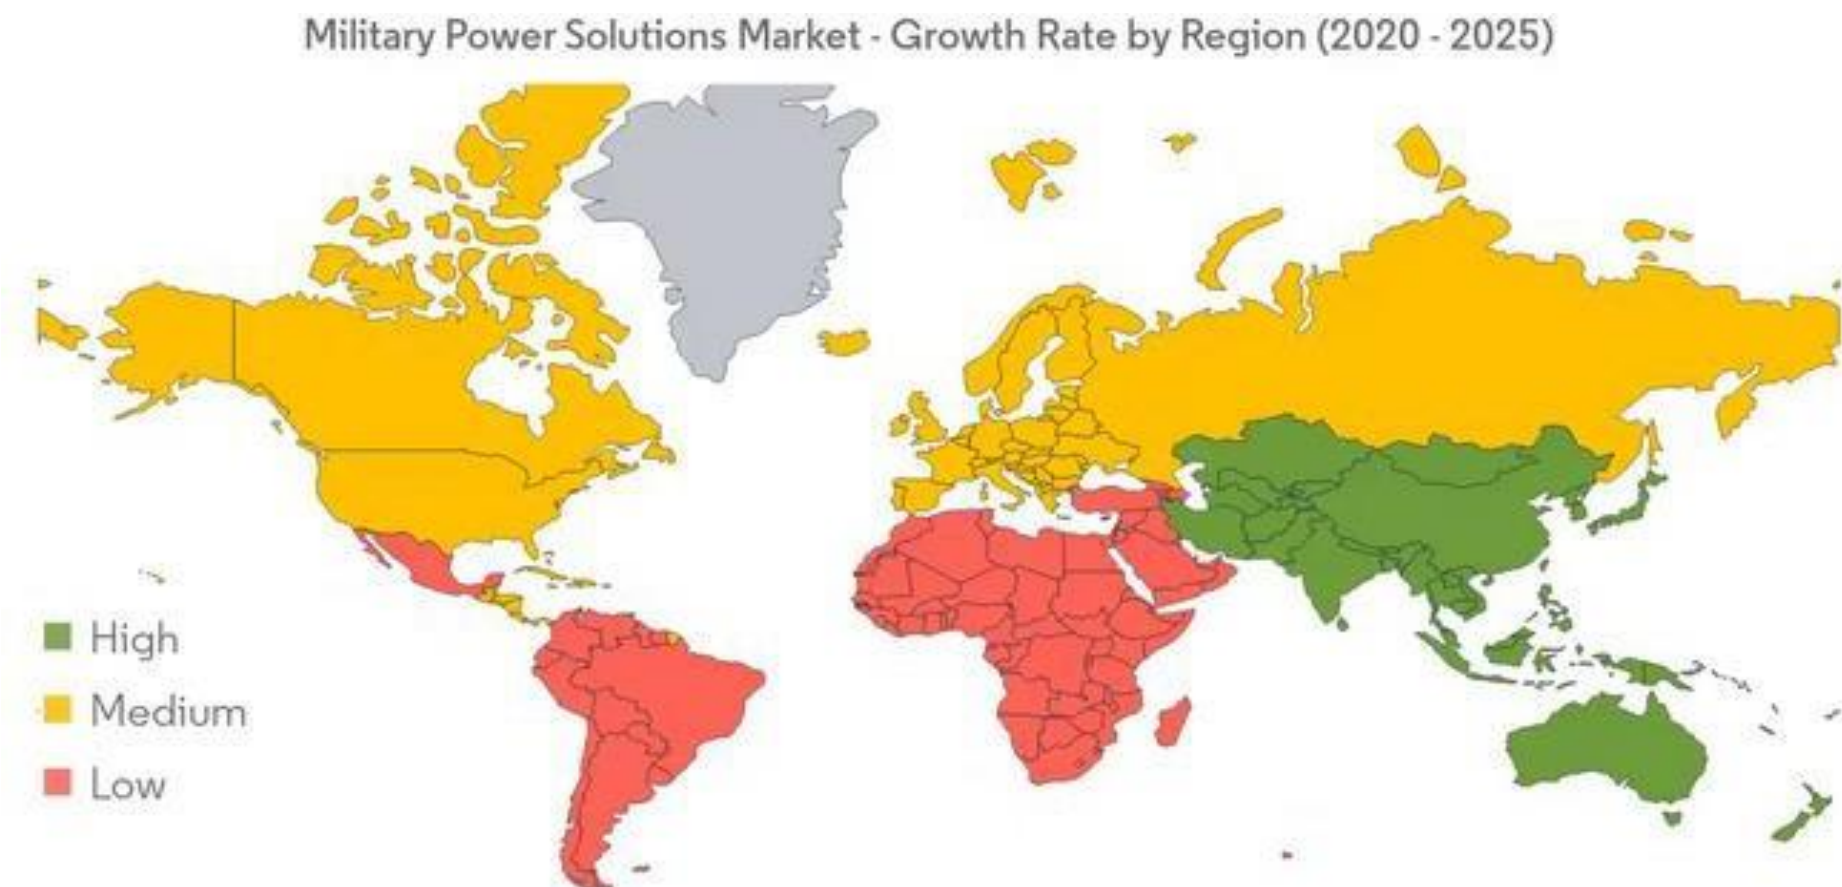 Military Power Solutions Market - Growth Rate by Region (2020 - 2025)
High
Medium
Low